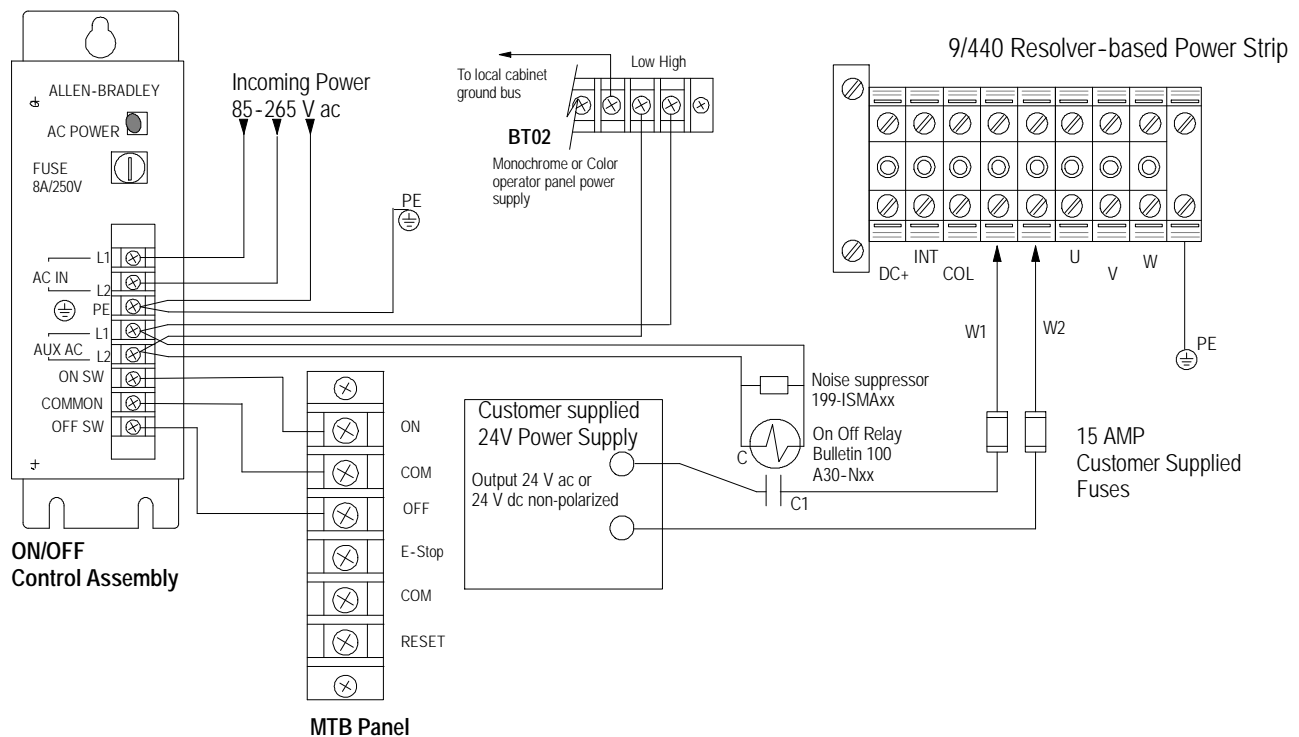 9/440 Resolver-based Power Strip
ALLEN-BRADLEY
AC POWER
FUSE
8A/250V
Incoming Power
85-265 V ac
To local cabinet
ground bus
Low High
BT02
Monochrome or Color
operator panel power
supply
PE
L1
AC IN
L2
PE
L1
AUX AC
L2
ON SW
COMMON
OFF SW
ON/OFF
Control Assembly
ON
COM
OFF
E-Stop
COM
RESET
MTB Panel
Customer supplied
24V Power Supply
Output 24 V ac or
24 V dc non-polarized
Noise suppressor
199-ISMAxx
On Off Relay
Bulletin 100
A30-Nxx
C
C1
DC+
INT
COL
U
V
W
W1
W2
PE
15 AMP
Customer Supplied
Fuses